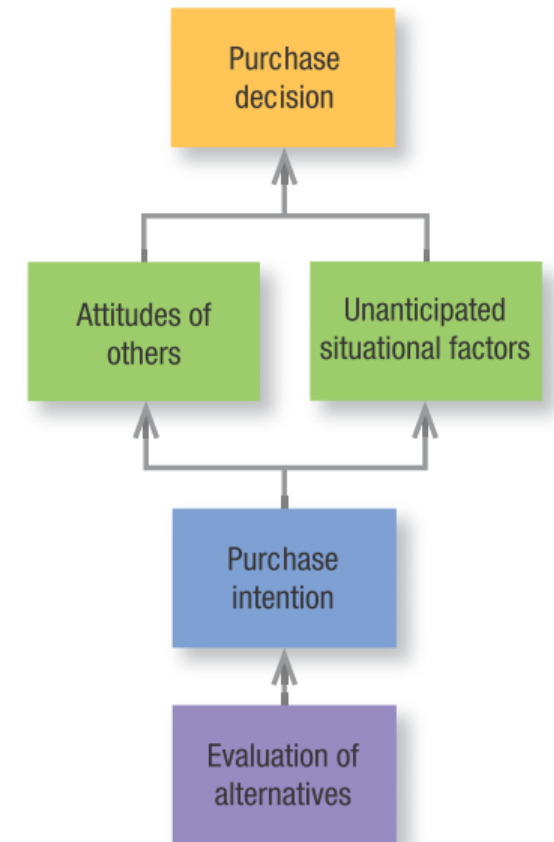 Purchase
decision
Attitudes of
others
Unanticipated
situational factors
Purchase
intention
Evaluation of
alternatives